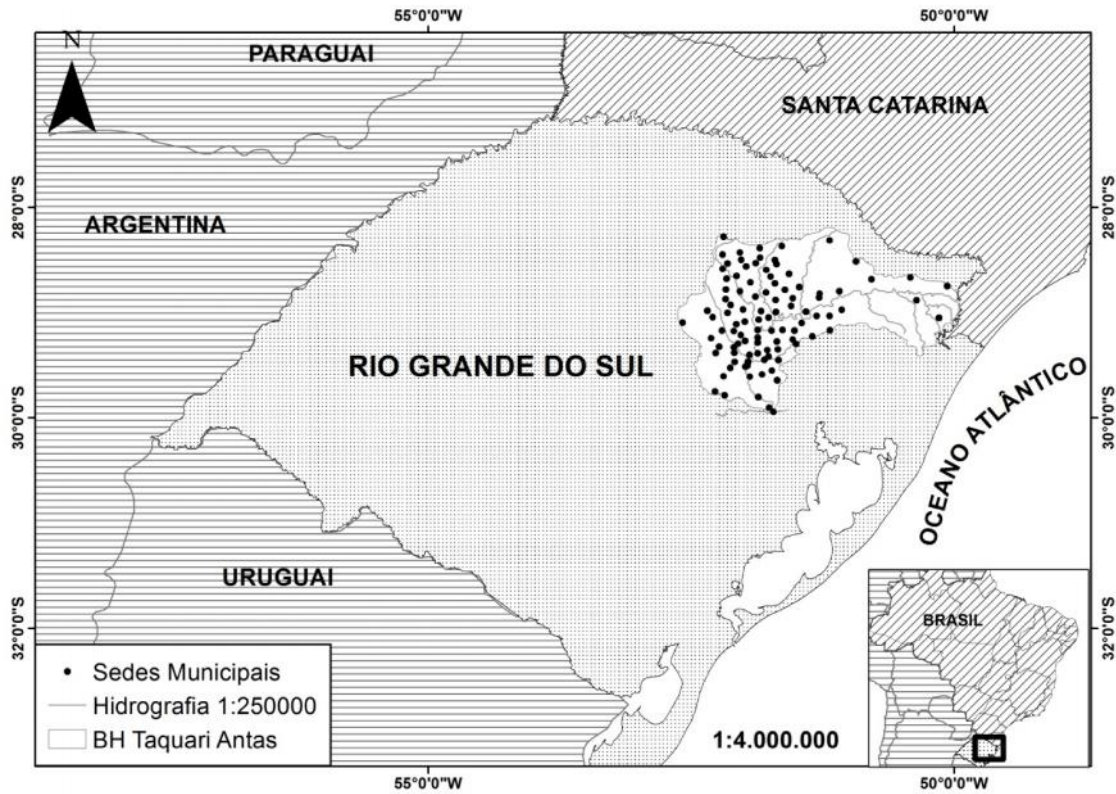 55°0'0"W
50°0'0"W
N
PARAGUAI
SANTA CATARINA
28°0'0"S
28°0'0"S
ARGENTINA
RIO GRANDE DO SUL
30°0'0"S
30°0'0"S
OCEANO ATLÂNTICO
URUGUAI
BRASIL
32°0'0"S
32°0'0"S
Sedes Municipais
Hidrografia 1:250000
BH Taquari Antas
1:4.000.000
55°0'0"W
50°0'0"W